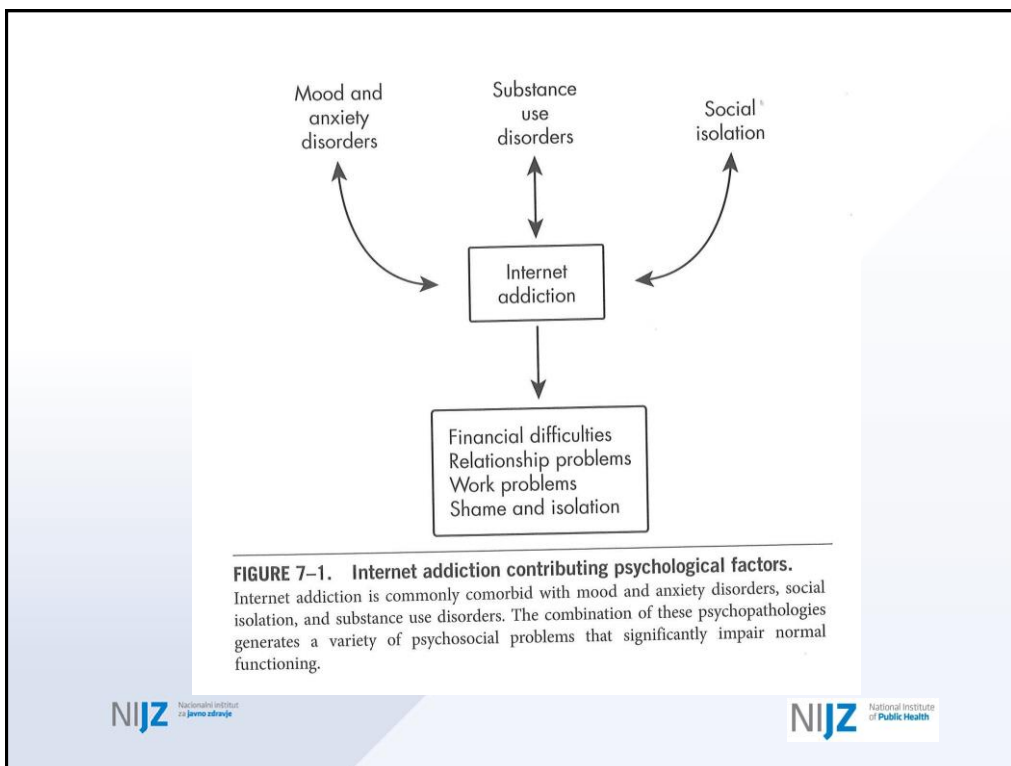 Mood and
anxiety
disorders
Substance
use
disorders
Social
isolation
Internet
addiction
Financial difficulties
Relationship problems
Work problems
Shame and isolation
FIGURE 7–1. Internet addiction contributing psychological factors.
Internet addiction is commonly comorbid with mood and anxiety disorders, social
isolation, and substance use disorders. The combination of these psychopathologies
generates a variety of psychosocial problems that significantly impair normal
functioning.
NIJZ Nacionalni inštitut
za javno zdravje
NIJZ National Institute
of Public Health